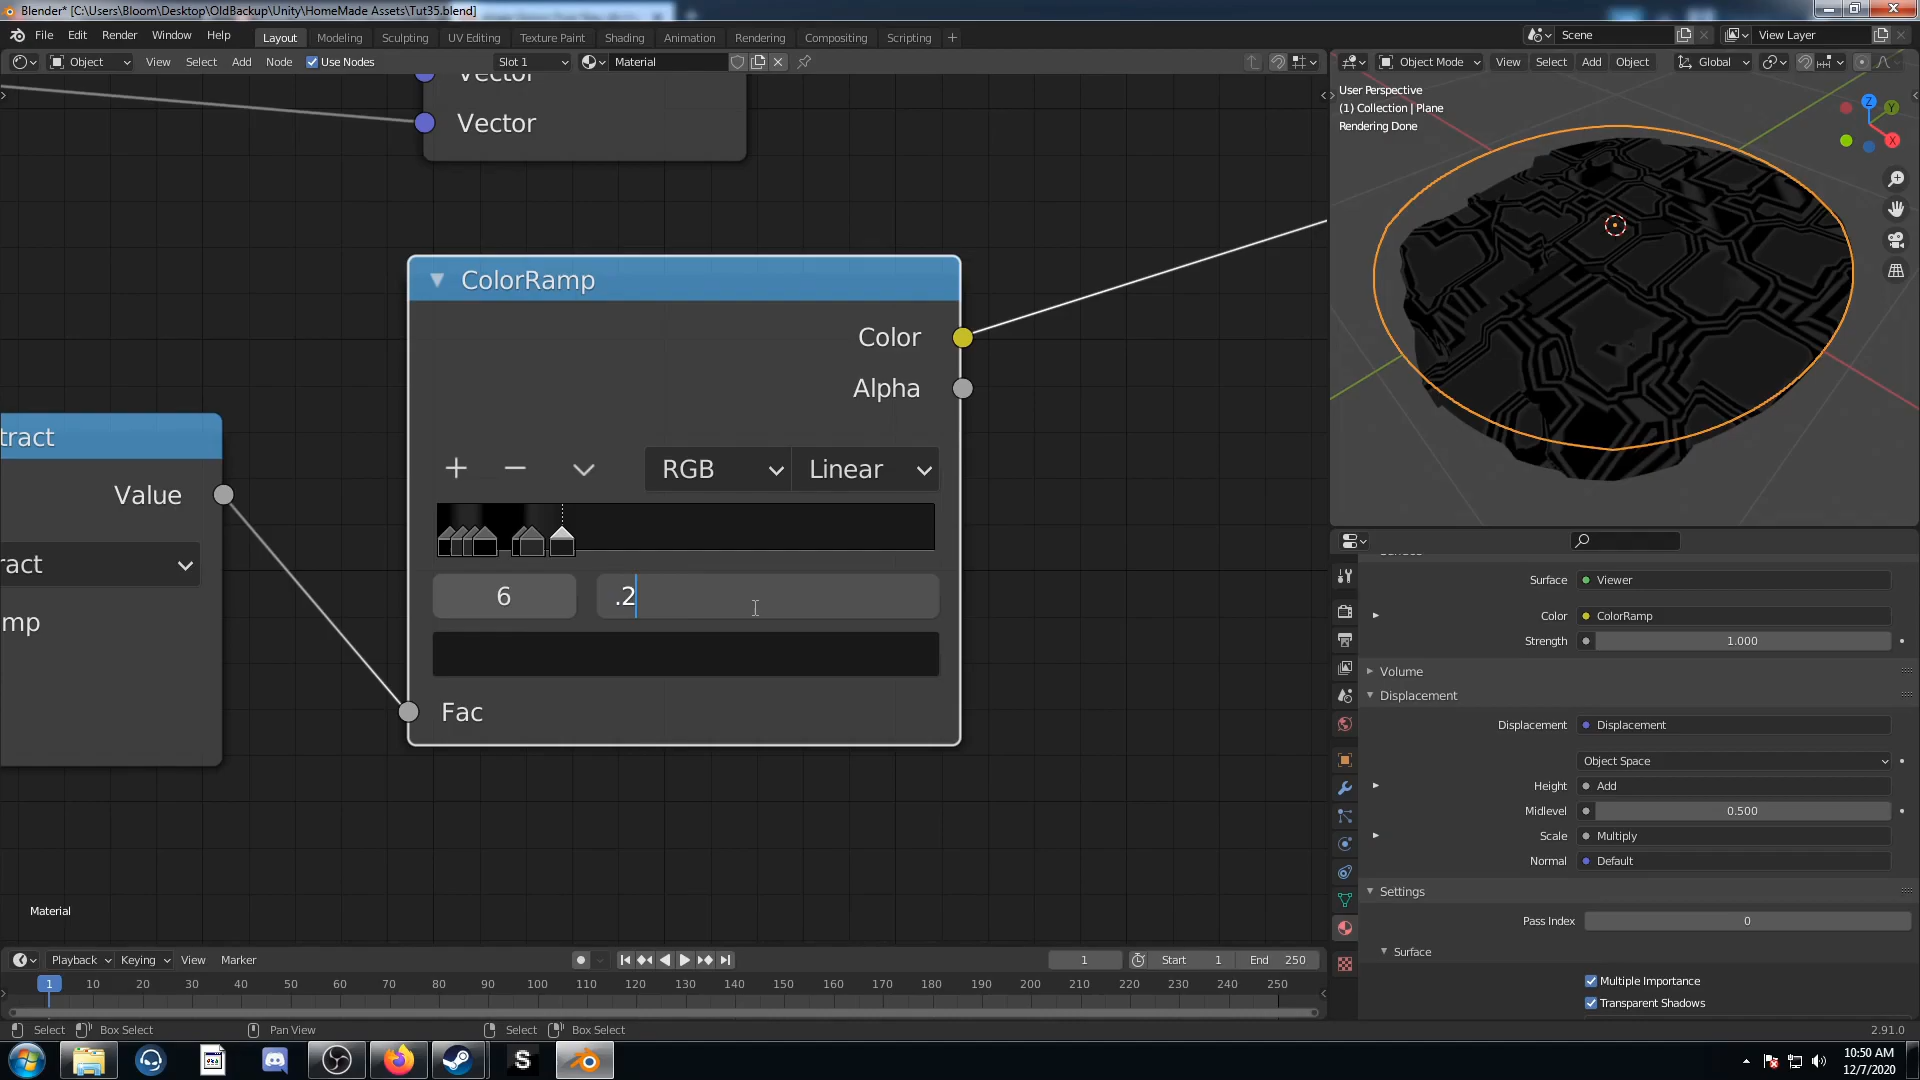 Blender* [C:\Users\Bloom\Desktop\OldBackup\Unity\HomeMade Assets\Tut35.blend]
File Edit Render Window Help Layout Modeling Sculpting UV Editing Texture Paint Shading Animation Rendering Compositing Scripting + Scene View Layer
Object View Select Add Node Use Nodes Slot 1 Material
Object Mode View Select Add Object Global
Vector
Vector
User Perspective
(1) Collection | Plane
Rendering Done
Z
Y
X
ColorRamp
Color
Alpha
RGB Linear
6 .2
Fac
tract
Value
ract
mp
Material
Surface Viewer
Color ColorRamp
Strength 1.000
Volume
Displacement
Displacement Displacement
Object Space
Height Add
Midlevel 0.500
Scale Multiply
Normal Default
Settings
Pass Index 0
Surface
Multiple Importance
Transparent Shadows
Playback Keying View Marker 1 Start 1 End 250
1 10 20 30 40 50 60 70 80 90 100 110 120 130 140 150 160 170 180 190 200 210 220 230 240 250
Select Box Select Pan View Select Box Select 2.91.0
S
10:50 AM
12/7/2020